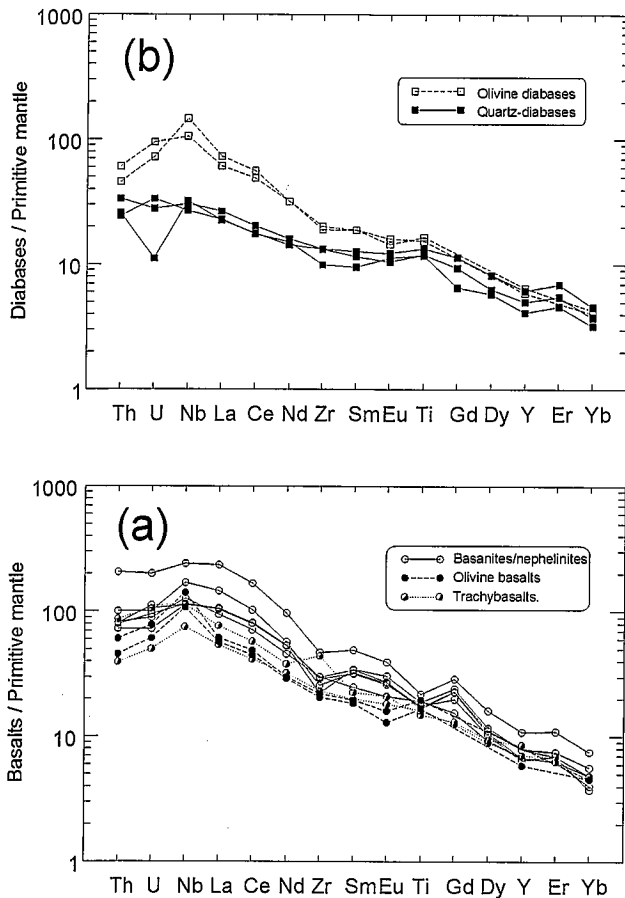 1000
(b)
Olivine diabases
Quartz-diabases
100
10
1
Diabases / Primitive mantle
Th U Nb La Ce Nd Zr Sm Eu Ti Gd Dy Y Er Yb
1000
(a)
Basanites/nephelinites
Olivine basalts
Trachybasalts.
100
10
1
Basalts / Primitive mantle
Th U Nb La Ce Nd Zr Sm Eu Ti Gd Dy Y Er Yb